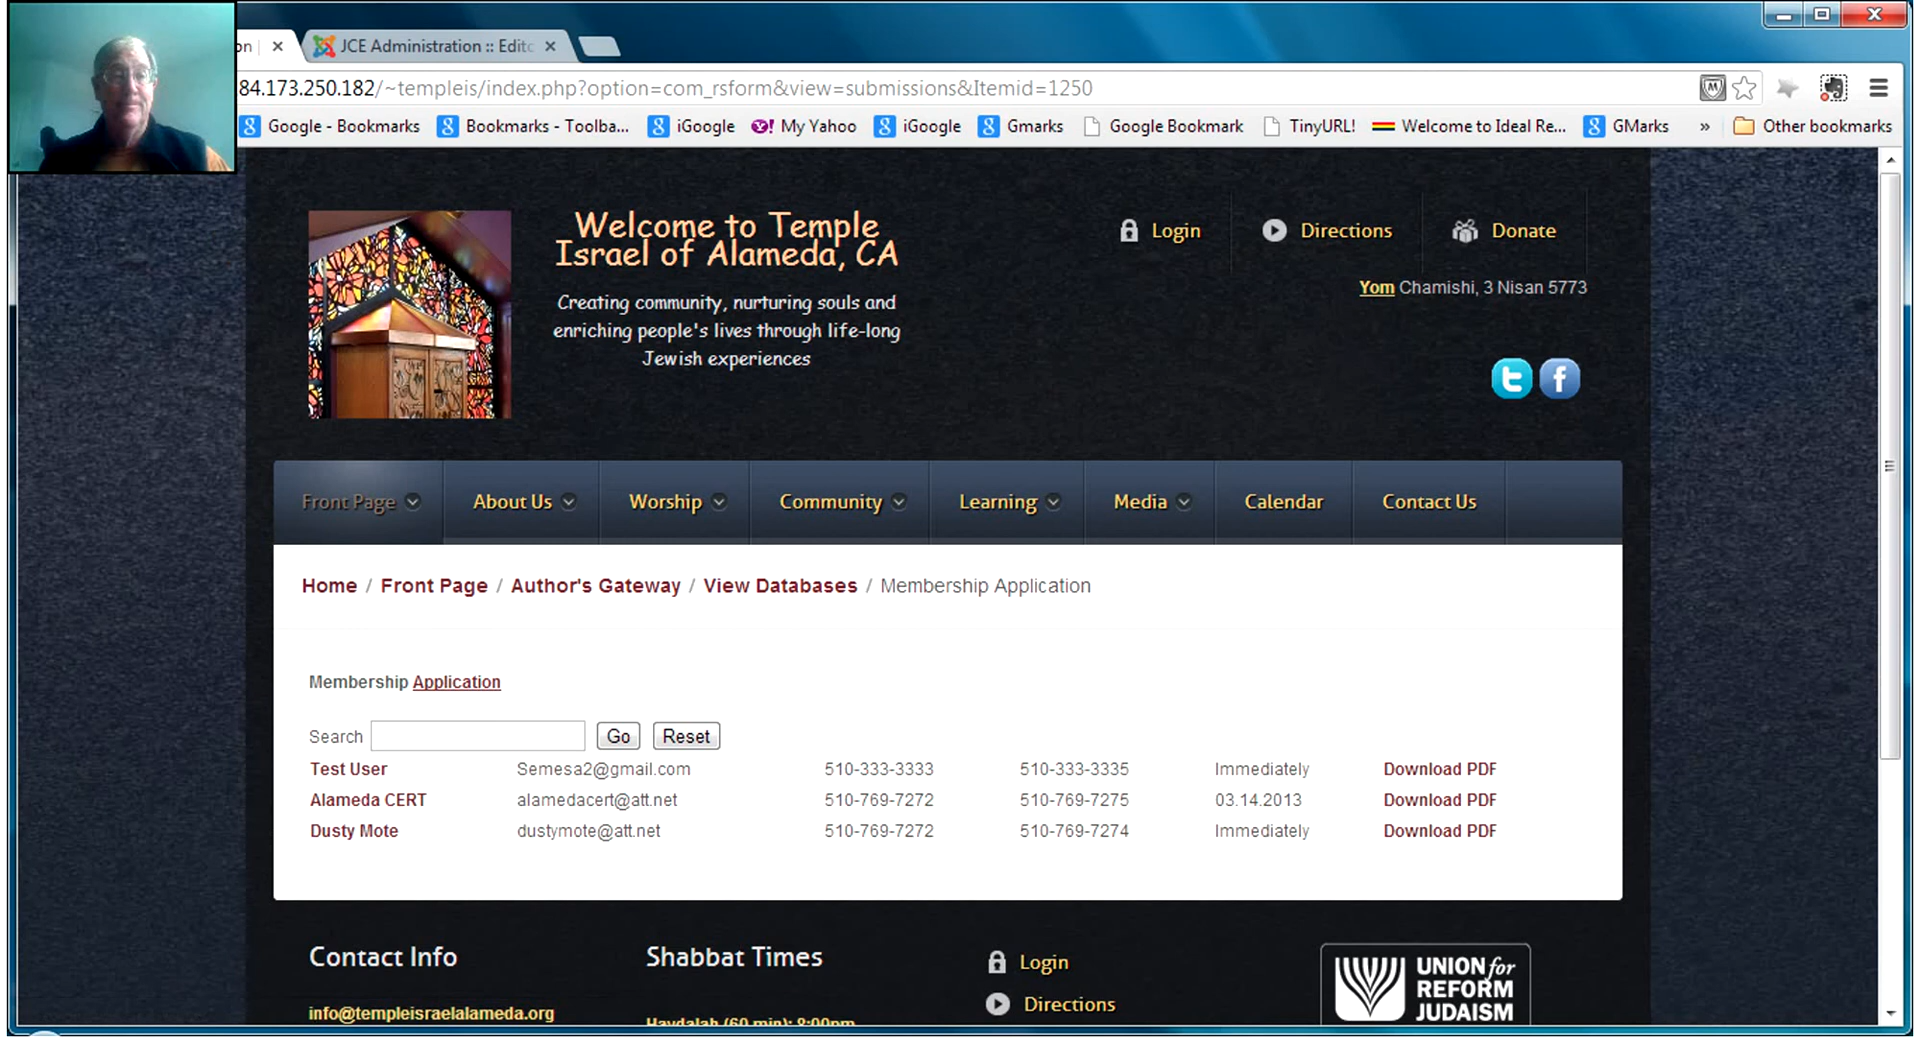 on
JCE Administration :: Edito
84.173.250.182/~templeis/index.php?option=com_rsform&view=submissions&Itemid=1250
Google - Bookmarks Bookmarks - Toolba... iGoogle My Yahoo iGoogle Gmarks Google Bookmark TinyURL! Welcome to Ideal Re... GMarks » Other bookmarks
Welcome to Temple
Israel of Alameda, CA
Creating community, nurturing souls and
enriching people's lives through life-long
Jewish experiences
Login Directions Donate
Yom Chamishi, 3 Nisan 5773
Front Page About Us Worship Community Learning Media Calendar Contact Us
Home / Front Page / Author's Gateway / View Databases / Membership Application
Membership Application
Search Go Reset
Test User Semesa2@gmail.com 510-333-3333 510-333-3335 Immediately Download PDF
Alameda CERT alamedacert@att.net 510-769-7272 510-769-7275 03.14.2013 Download PDF
Dusty Mote dustymote@att.net 510-769-7272 510-769-7274 Immediately Download PDF
Contact Info
info@templeisraelalameda.org
Shabbat Times
Havdalah (60 min): 8:00pm
Login
Directions
UNION for
REFORM
JUDAISM